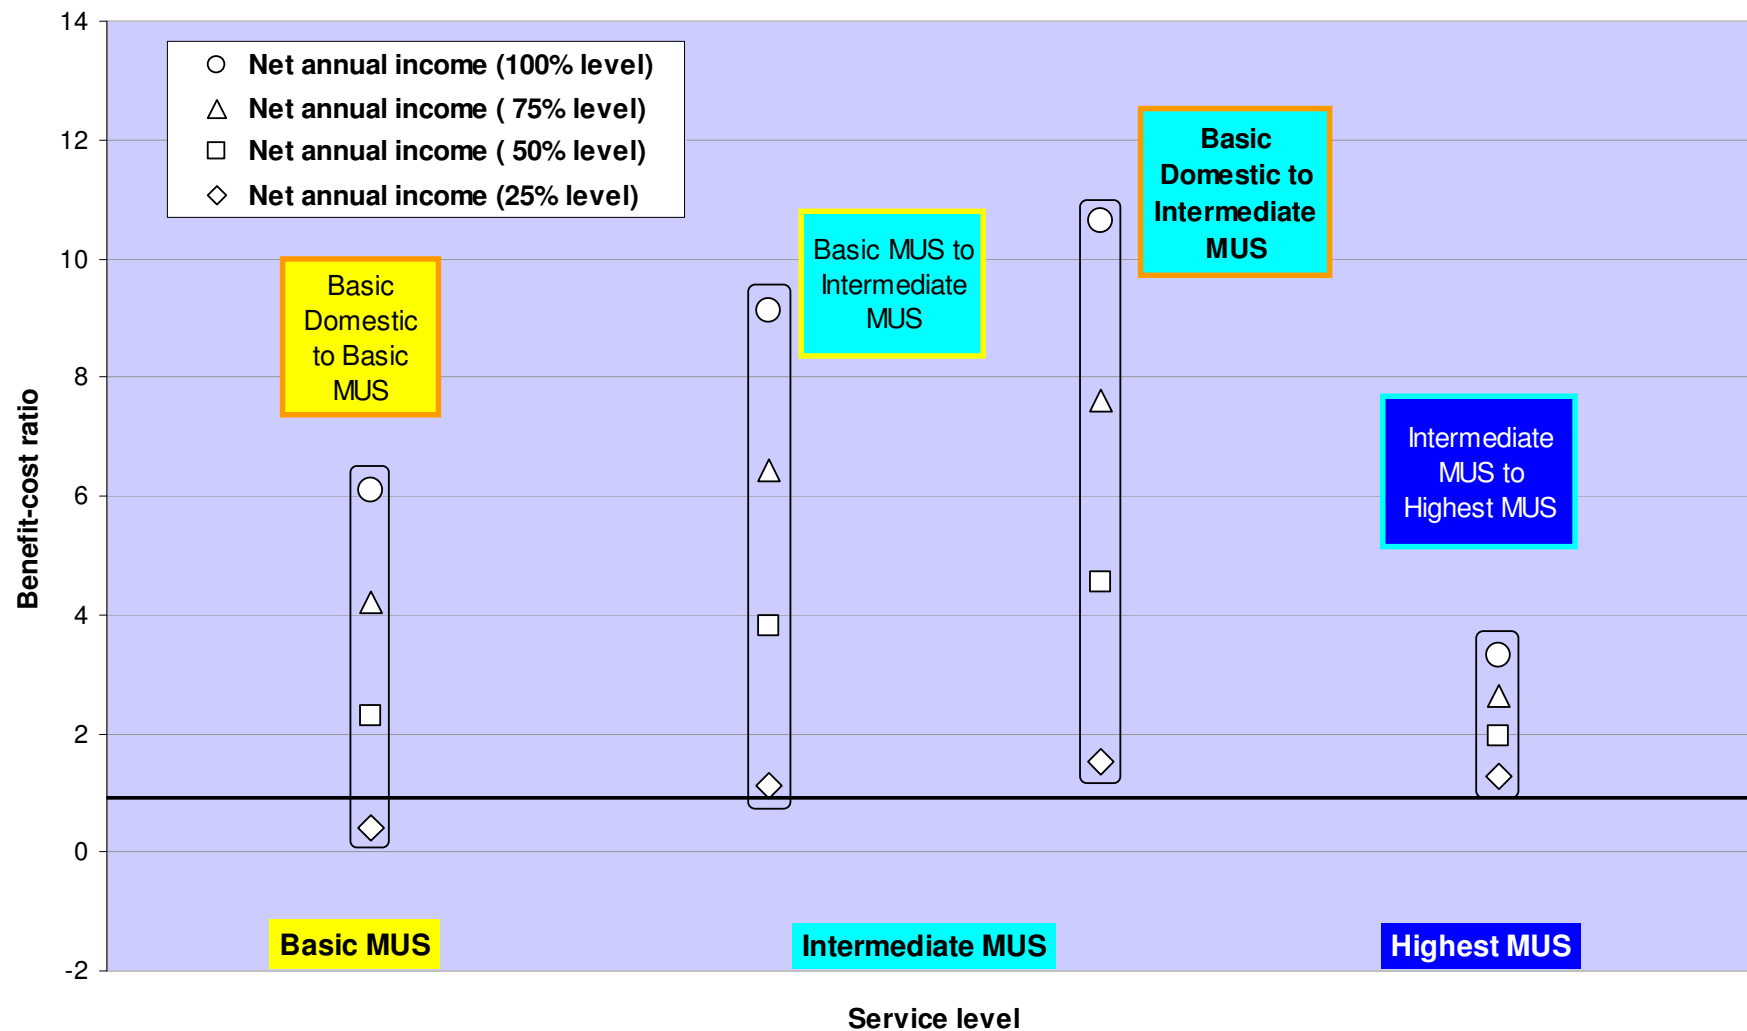 14
12
10
8
6
4
2
0
-2
Benefit-cost ratio
Net annual income (100% level)
Net annual income ( 75% level)
Net annual income ( 50% level)
Net annual income (25% level)
Basic
Domestic
to Basic
MUS
Basic MUS to
Intermediate
MUS
Basic
Domestic to
Intermediate
MUS
Intermediate
MUS to
Highest MUS
Basic MUS
Intermediate MUS
Highest MUS
Service level